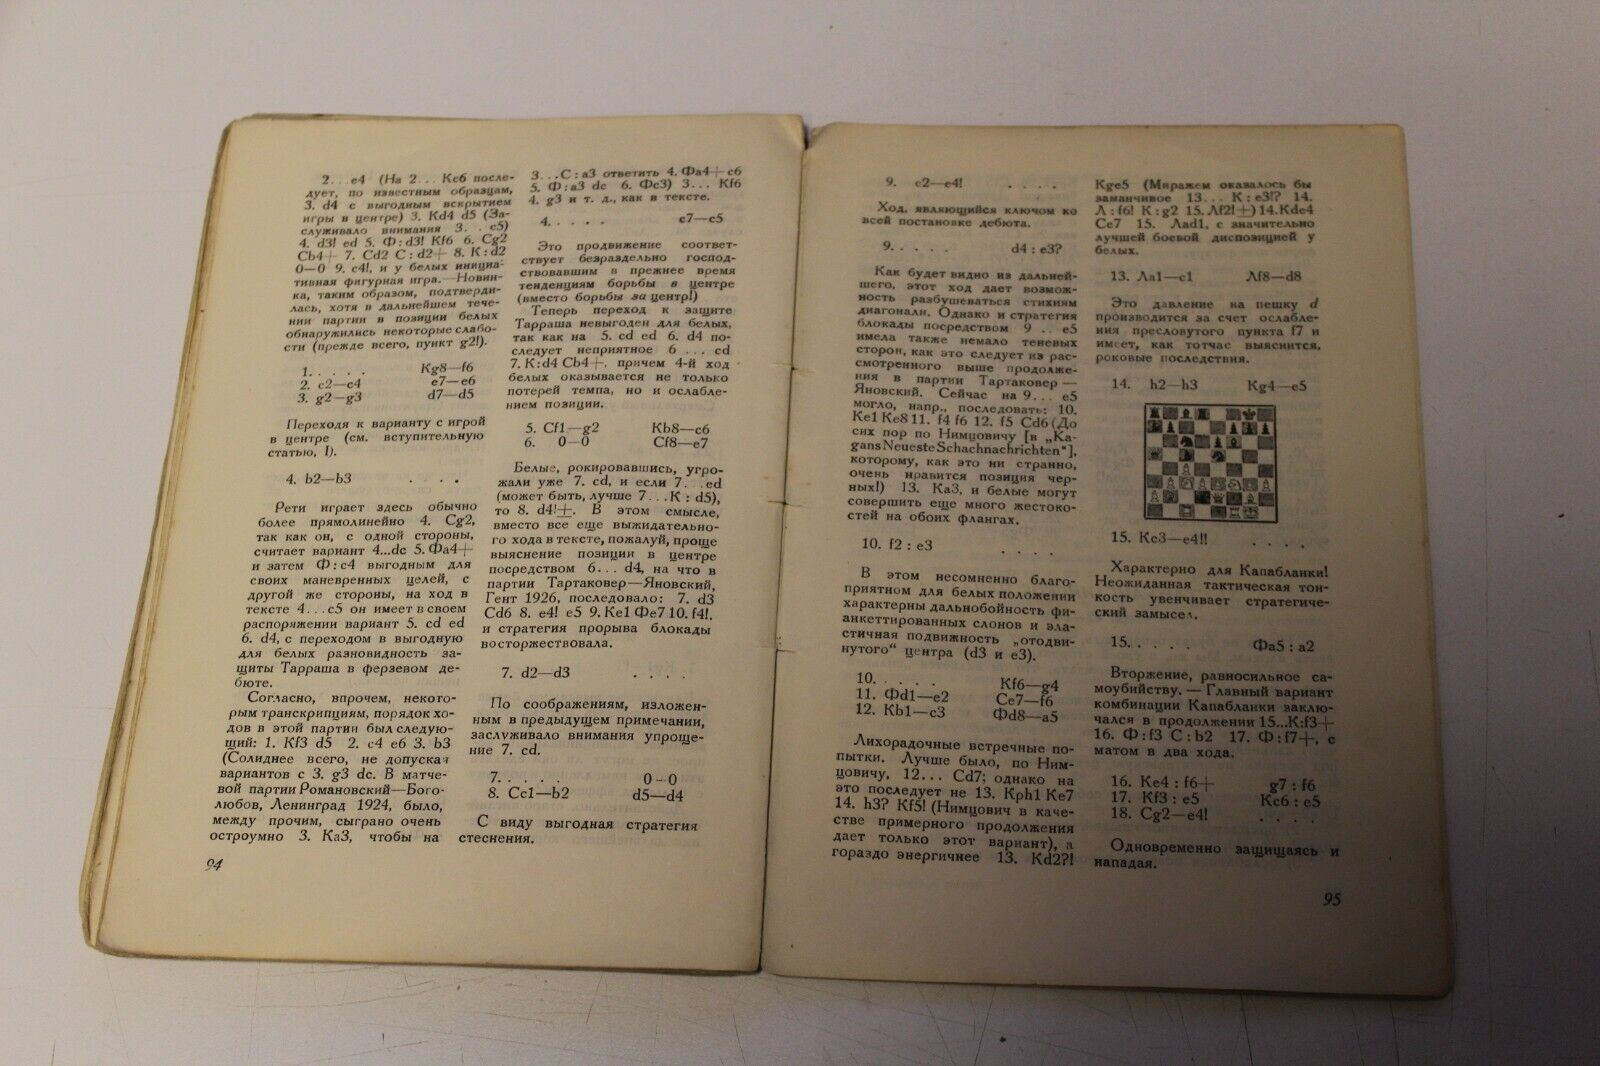 2. . . e4 (На 2 . . . Кс6 после-
дует, по известным образцам,
3. d4 с выгодным вскрытием
игры в центре) 3. Kd4 d5 (За-
служивало внимания 3. . c5)
4. d3! ed 5. Ф:d3! Kf6 6. Cg2
Cb4+ 7. Cd2 C:d2+ 8. K:d2
0—0 9. c4!, и у белых инициа-
тивная фигурная игра.—Новин-
ка, таким образом, подтверди-
лась, хотя в дальнейшем тече-
нии партии в позиции белых
обнаружились некоторые слабо-
сти (прежде всего, пункт g2!).
1. . . . . Kg8—f6
2. c2—c4 e7—e6
3. g2—g3 d7—d5
Переходя к варианту с игрой
в центре (см. вступительную
статью, I).
4. b2—b3 . . . .
Рети играет здесь обычно
более прямолинейно 4. Cg2,
так как он, с одной стороны,
считает вариант 4...dc 5. Фа4+
и затем Ф:с4 выгодным для
своих маневренных целей, с
другой же стороны, на ход в
тексте 4...c5 он имеет в своем
распоряжении вариант 5. cd ed
6. d4, с переходом в выгодную
для белых разновидность за-
щиты Тарраша в ферзевом де-
бюте.
Согласно, впрочем, некото-
рым транскрипциям, порядок хо-
дов в этой партии был следую-
щий: 1. Kf3 d5 2. c4 e6 3. b3
(Солиднее всего, не допуская
вариантов с 3. g3 dc. В матче-
вой партии Романовский—Бого-
любов, Ленинград 1924, было,
между прочим, сыграно очень
остроумно 3. Ка3, чтобы на
94
3. ..С : а3 ответить 4. Фа4+ c6
5. Ф:а3 dc 6. Фс3) 3... Kf6
4. g3 и т. д., как в тексте.
4. . . . . c7—c5
Это продвижение соответ-
ствует безраздельно господ-
ствовавшим в прежнее время
тенденциям борьбы в центре
(вместо борьбы за центр!)
Теперь переход к защите
Тарраша невыгоден для белых,
так как на 5. cd ed 6. d4 по-
следует неприятное 6 ... cd
7. K:d4 Cb4+, причем 4-й ход
белых оказывается не только
потерей темпа, но и ослабле-
нием позиции.
5. Cf1—g2 Kb8—c6
6. 0—0 Cf8—e7
Белые, рокировавшись, угро-
жали уже 7. cd, и если 7. . .ed
(может быть, лучше 7...К : d5),
то 8. d4!±. В этом смысле,
вместо все еще выжидательно-
го хода в тексте, пожалуй, проще
выяснение позиции в центре
посредством 6. . . d4, на что в
партии Тартаковер—Яновский,
Гент 1926, последовало: 7. d3
Cd6 8. e4! e5 9. Ke1 Фе7 10. f4!,
и стратегия прорыва блокады
восторжествовала.
7. d2—d3 . . . .
По соображениям, изложен-
ным в предыдущем примечании,
заслуживало внимания упроще-
ние 7. cd.
7. . . . . . 0—0
8. Cc1—b2 d5—d4
С виду выгодная стратегия
стеснения.
9. e2—e4! . . . .
Ход, являющийся ключом ко
всей постановке дебюта.
9. . . . . d4 : e3?
Как будет видно из дальней-
шего, этот ход дает возмож-
ность разбушеваться стихиям
диагонали. Однако и стратегия
блокады посредством 9 . . e5
имела также немало теневых
сторон, как это следует из рас-
смотренного выше продолже-
ния в партии Тартаковер —
Яновский. Сейчас на 9... e5
могло, напр., последовать: 10.
Ke1 Ke8 11. f4 f6 12. f5 Cd6 (До
сих пор по Нимцовичу [в „Ka-
gans Neueste Schachnachrichten“],
которому, как это ни странно,
очень нравится позиция чер-
ных!) 13. Ка3, и белые могут
совершить еще много жестоко-
стей на обоих флангах.
10. f2 : e3 . . . .
В этом несомненно благо-
приятном для белых положении
характерны дальнобойность фи-
анкеттированных слонов и эла-
стичная подвижность „отодви-
нутого“ центра (d3 и e3).
10. . . . . Kf6—g4
11. Фd1—e2 Ce7—f6
12. Kb1—c3 Фd8—a5
Лихорадочные встречные по-
пытки. Лучше было, по Ним-
цовичу, 12... Cd7; однако на
это последует не 13. Kph1 Ke7
14. h3? Kf5! (Нимцович в каче-
стве примерного продолжения
дает только этот вариант), а
гораздо энергичнее 13. Kd2?!
Kge5 (Миражем оказалось бы
заманчивое 13... К : e3!? 14.
Л : f6! К : g2 15. Лf2!±) 14. Kde4
Ce7 15. Лаd1, с значительно
лучшей боевой диспозицией у
белых.
13. Ла1—c1 Лf8—d8
Это давление на пешку d
производится за счет ослабле-
ния пресловутого пункта f7 и
имеет, как тотчас выяснится,
роковые последствия.
14. h2—h3 Kg4—e5
15. Kc3—e4!! . . . .
Характерно для Капабланки!
Неожиданная тактическая тон-
кость увенчивает стратегиче-
ский замысел.
15. . . . . Фа5 : a2
Вторжение, равносильное са-
моубийству. — Главный вариант
комбинации Капабланки заклю-
чался в продолжении 15...K:f3+
16. Ф:f3 C:b2 17. Ф:f7+, с
матом в два хода.
16. Ke4 : f6+ g7 : f6
17. Kf3 : e5 Kc6 : e5
18. Cg2—e4! . . . .
Одновременно защищаясь и
нападая.
95